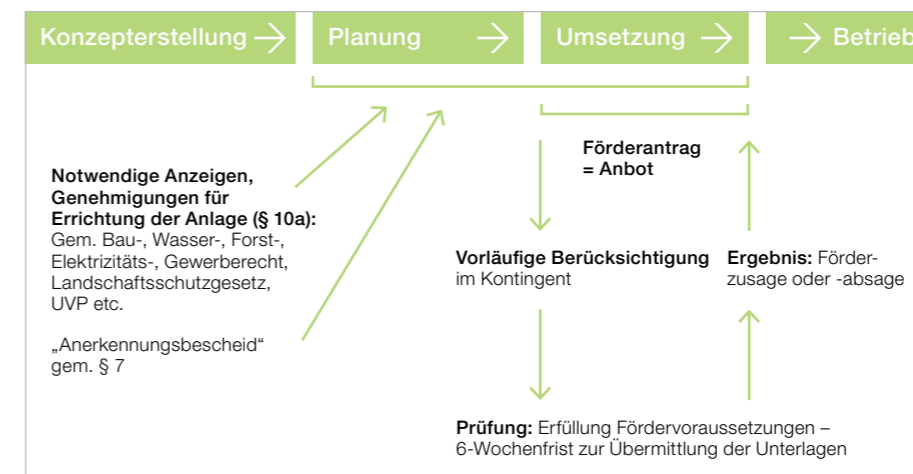 Konzepterstellung
Planung
Umsetzung
Betrieb
Förderantrag
= Anbot
Notwendige Anzeigen,
Genehmigungen für
Errichtung der Anlage (§ 10a):
Gem. Bau-, Wasser-, Forst-,
Elektrizitäts-, Gewerberecht,
Landschaftsschutzgesetz,
UVP etc.
„Anerkennungsbescheid“
gem. § 7
Vorläufige Berücksichtigung
im Kontingent
Ergebnis: Förder-
zusage oder -absage
Prüfung: Erfüllung Fördervoraussetzungen –
6-Wochenfrist zur Übermittlung der Unterlagen